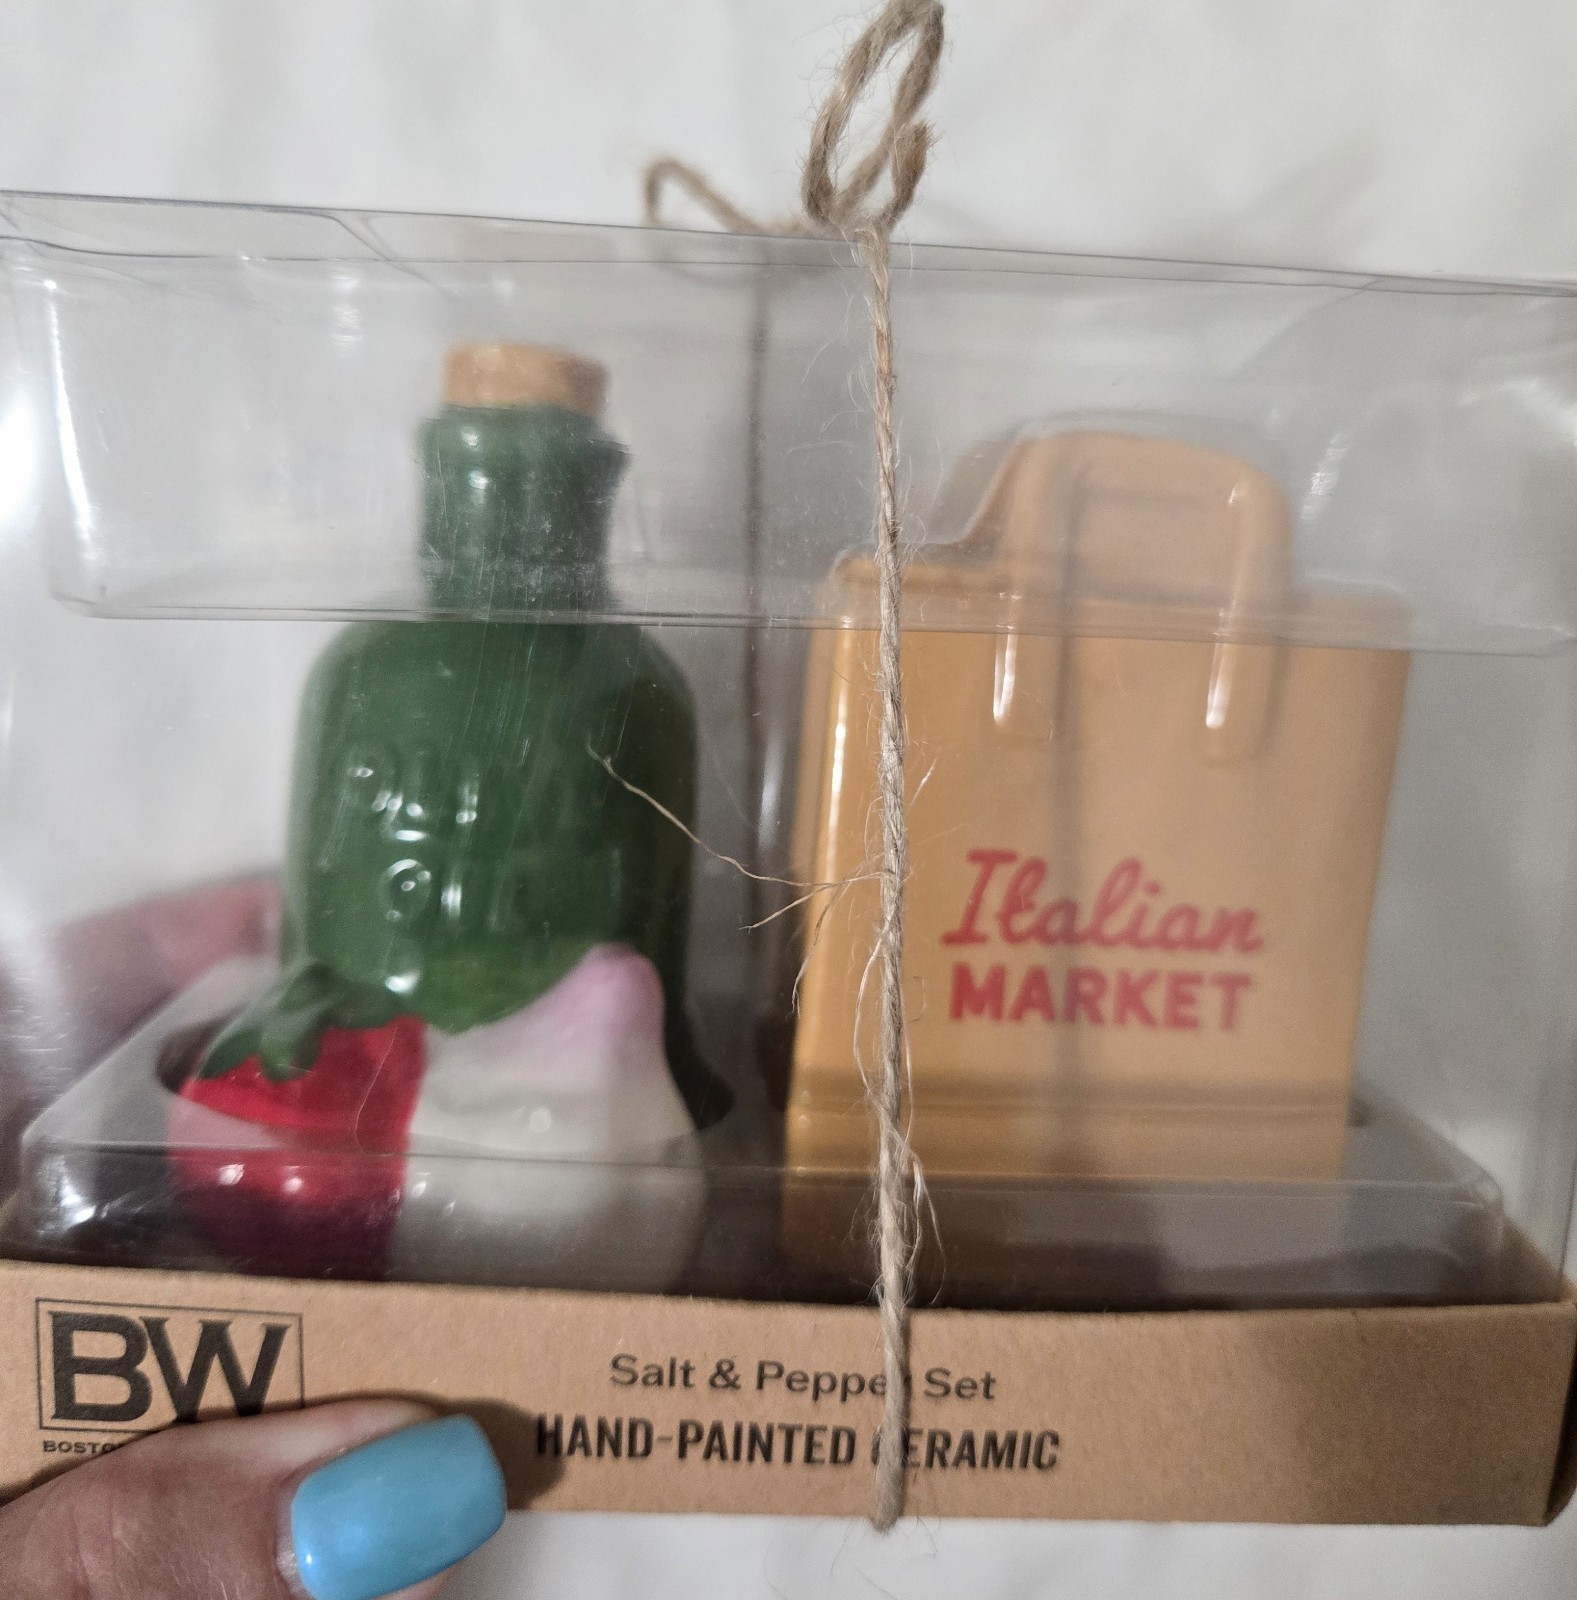 Italian
MARKET
BW
Salt & Pepper Set
HAND-PAINTED CERAMIC